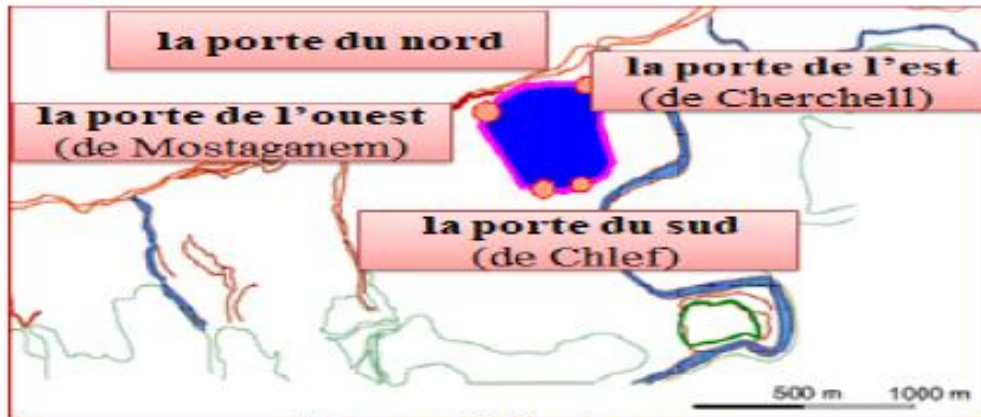 la porte du nord
la porte de l'est
(de Cherchell)
la porte de l'ouest
(de Mostaganem)
la porte du sud
(de Chlef)
500 m 1000 m